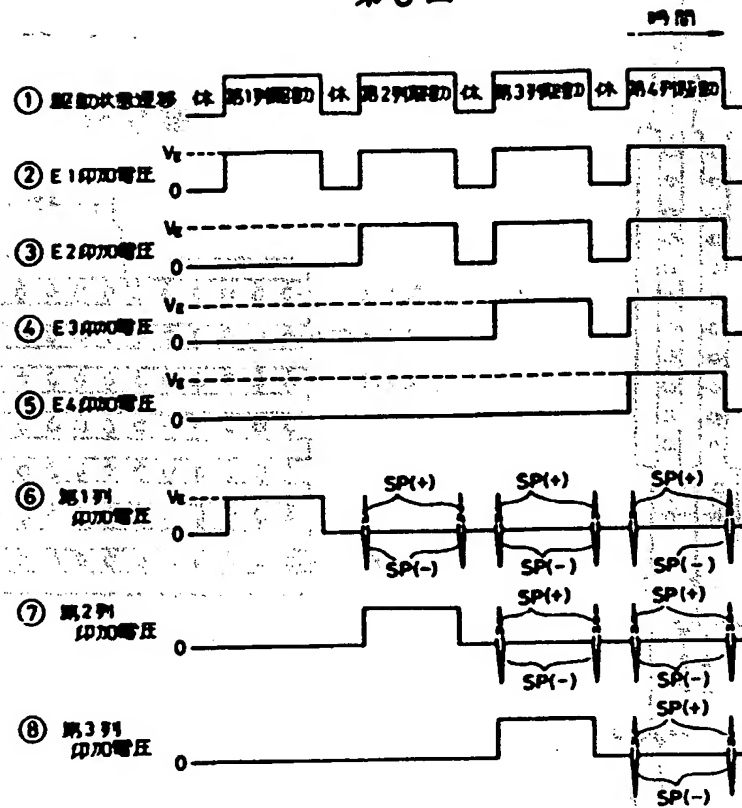 時間
① 駆動状態遷移 休 第1列駆動 休 第2列駆動 休 第3列駆動 休 第4列駆動
② E1印加電圧 VE 0
③ E2印加電圧 VE 0
④ E3印加電圧 VE 0
⑤ E4印加電圧 VE 0
⑥ 第1列 VE SP(+) SP(+) SP(+)
印加電圧 0
SP(-) SP(-) SP(-)
⑦ 第2列 SP(+) SP(+)
印加電圧 0
SP(-) SP(-)
⑧ 第3列 SP(+)
印加電圧 0
SP(-)